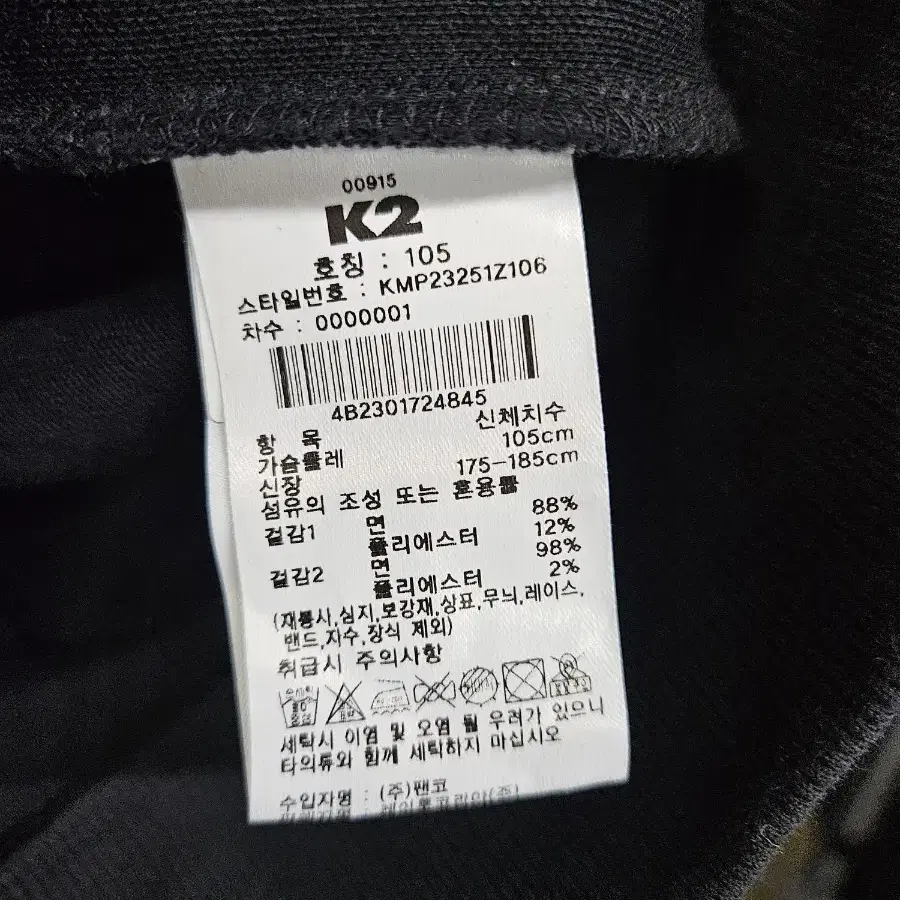 00915
K2
호칭 : 105
스타일번호 : KMP23251Z106
차수 : 0000001
4B2301724845
항 목 신체치수
가슴둘레 105cm
신장 175-185cm
섬유의 조성 또는 혼용률
겉감1 면 88%
폴리에스터 12%
겉감2 면 98%
폴리에스터 2%
(재봉사,심지,보강재,상표,무늬,레이스,
밴드,자수,장식 제외)
취급시 주의사항
세탁시 이염 및 오염 될 우려가 있으니
타의류와 함께 세탁하지 마십시오
수입자명 : (주)팬코